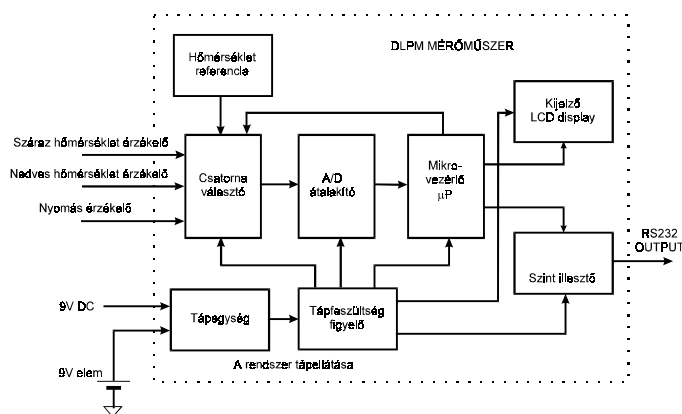 DLPM MÉRŐMŰSZER
Hőmérséklet
referencia
Kijelző
LCD display
Száraz hőmérséklet érzékelő
Nedves hőmérséklet érzékelő
Nyomás érzékelő
Csatorna
választó
A/D
átalakító
Mikro-
vezérlő
µP
RS232
OUTPUT
Szint illesztő
9V DC
Tápegység
Tápfeszültség
figyelő
A rendszer tápellátása
9V elem